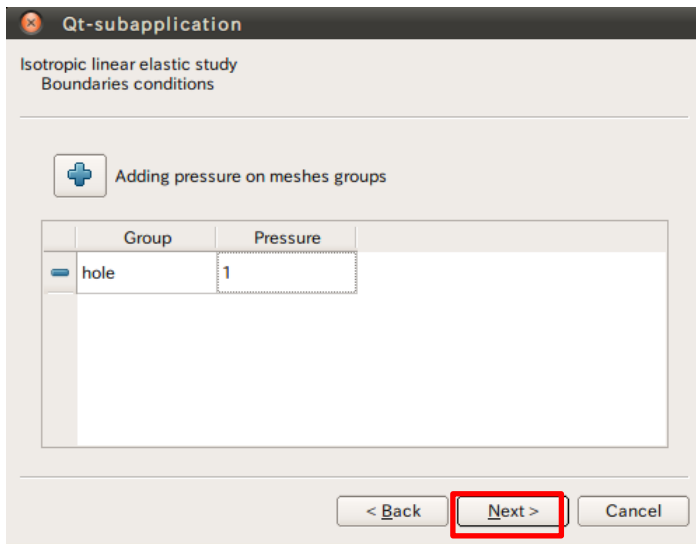 Qt-subapplication
Isotropic linear elastic study
Boundaries conditions
Adding pressure on meshes groups
Group Pressure
hole 1
< Back Next > Cancel